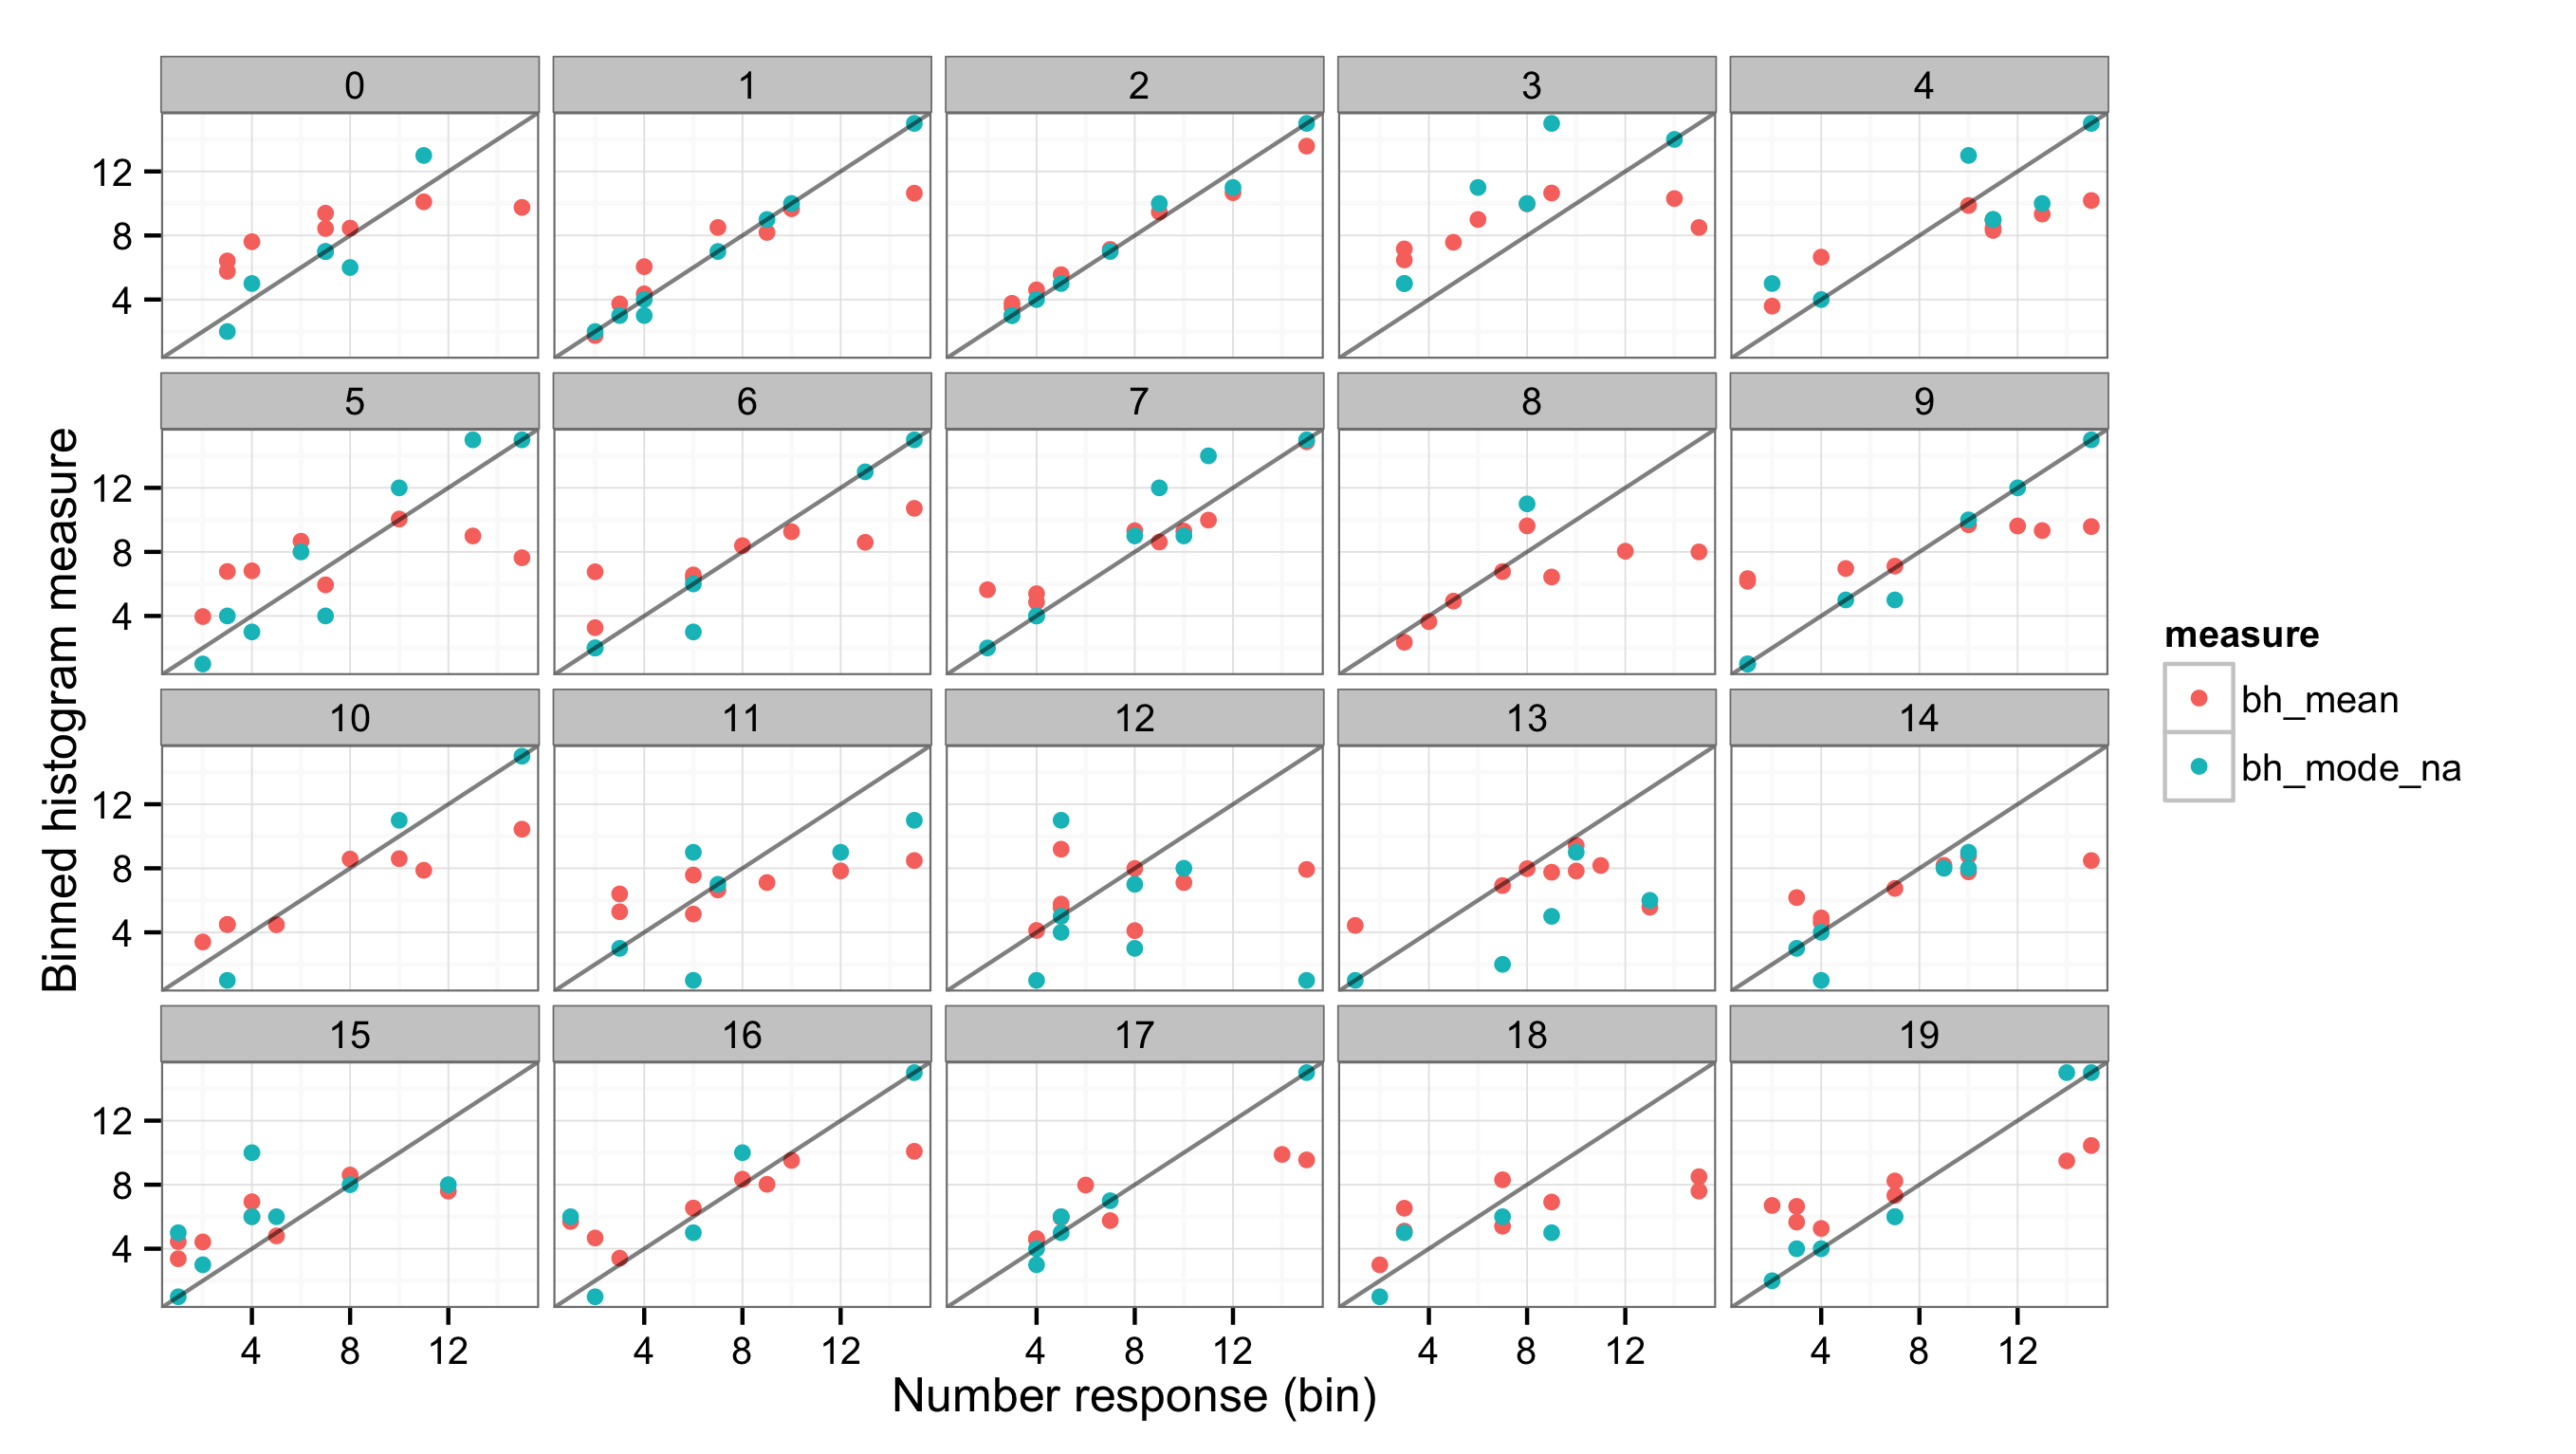 0 1 2 3 4
12
8
4
5 6 7 8 9
12
8
4
10 11 12 13 14
12
8
4
15 16 17 18 19
12
8
4
4 8 12 4 8 12 4 8 12 4 8 12 4 8 12
Number response (bin)
Binned histogram measure
measure
bh_mean
bh_mode_na